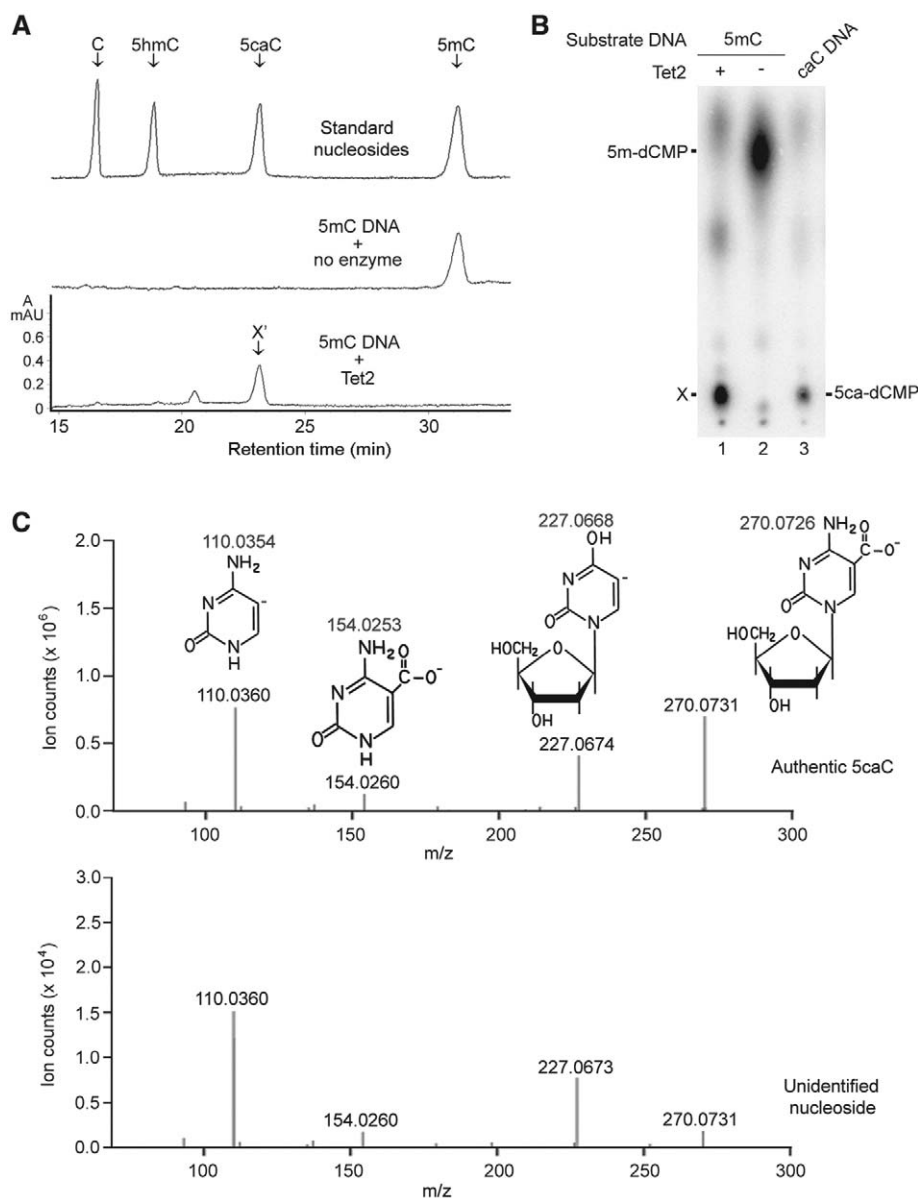 A
C 5hmC 5caC 5mC
Standard
nucleosides
5mC DNA
+
no enzyme
A
mAU
0.6
0.4
0.2
0
X'
5mC DNA
+
Tet2
15 20 25 30
Retention time (min)
B
Substrate DNA 5mC caC DNA
Tet2 + -
5m-dCMP
X 5ca-dCMP
1 2 3
C
Ion counts (x 10⁶)
2.0
1.5
1.0
0.5
0.0
110.0354
NH₂
N
O N
H
110.0360
154.0253
NH₂ O
C-O⁻
N
O N
H
154.0260
227.0668
OH
N -
O N
HOCH₂ O
OH
227.0674
270.0726
NH₂ O
C-O⁻
N
O N
HOCH₂ O
OH
270.0731
Authentic 5caC
100 150 200 250 300
m/z
Ion counts (x 10⁴)
3.0
2.5
2.0
1.5
1.0
0.5
0.0
110.0360
154.0260
227.0673
270.0731
Unidentified
nucleoside
100 150 200 250 300
m/z